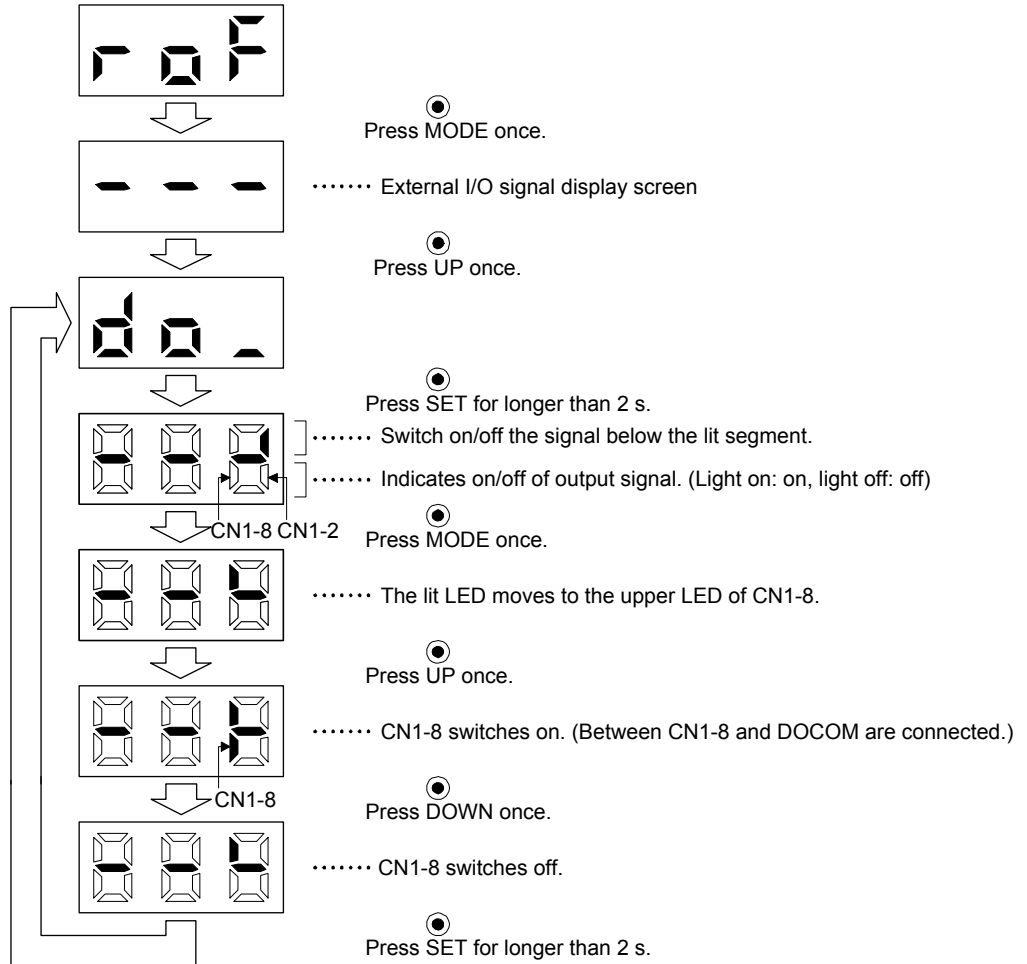 roF
Press MODE once.
- - -
External I/O signal display screen
Press UP once.
do_
Press SET for longer than 2 s.
Switch on/off the signal below the lit segment.
Indicates on/off of output signal. (Light on: on, light off: off)
CN1-8 CN1-2
Press MODE once.
The lit LED moves to the upper LED of CN1-8.
Press UP once.
CN1-8 switches on. (Between CN1-8 and DOCOM are connected.)
CN1-8
Press DOWN once.
CN1-8 switches off.
Press SET for longer than 2 s.